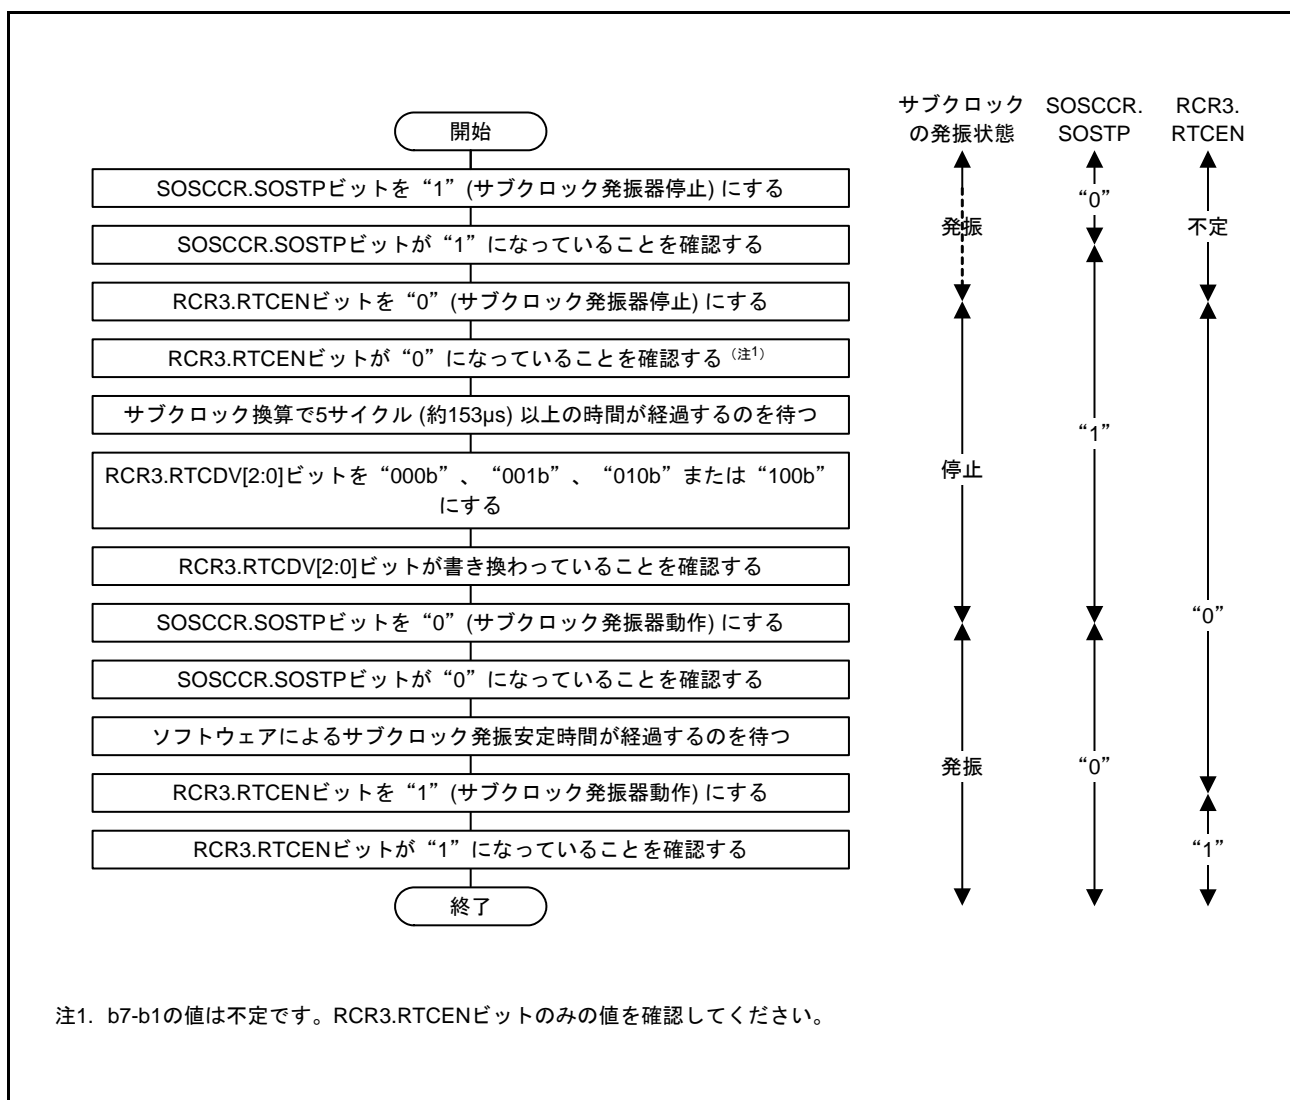 開始
SOSCCR.SOSTPビットを“1” (サブクロック発振器停止) にする
SOSCCR.SOSTPビットが“1”になっていることを確認する
RCR3.RTCENビットを“0” (サブクロック発振器停止) にする
RCR3.RTCENビットが“0”になっていることを確認する（注1）
サブクロック換算で5サイクル (約153μs) 以上の時間が経過するのを待つ
RCR3.RTCDV[2:0]ビットを“000b”、“001b”、“010b”または“100b”
にする
RCR3.RTCDV[2:0]ビットが書き換わっていることを確認する
SOSCCR.SOSTPビットを“0” (サブクロック発振器動作) にする
SOSCCR.SOSTPビットが“0”になっていることを確認する
ソフトウェアによるサブクロック発振安定時間が経過するのを待つ
RCR3.RTCENビットを“1” (サブクロック発振器動作) にする
RCR3.RTCENビットが“1”になっていることを確認する
終了
サブクロック
の発振状態
発振
停止
発振
SOSCCR.
SOSTP
“0”
“1”
“0”
RCR3.
RTCEN
不定
“0”
“1”
注1. b7-b1の値は不定です。RCR3.RTCENビットのみの値を確認してください。